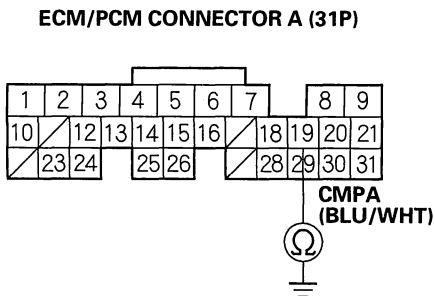 ECM/PCM CONNECTOR A (31P)
1 2 3 4 5 6 7 8 9
10 12 13 14 15 16 18 19 20 21
23 24 25 26 28 29 30 31
CMPA
(BLU/WHT)
Ω